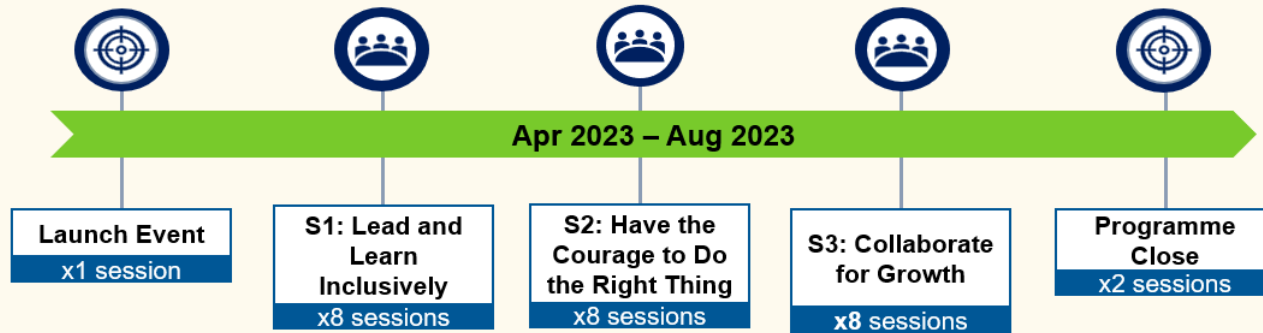 Apr 2023 – Aug 2023
Launch Event
x1 session
S1: Lead and
Learn
Inclusively
x8 sessions
S2: Have the
Courage to Do
the Right Thing
x8 sessions
S3: Collaborate
for Growth
x8 sessions
Programme
Close
x2 sessions